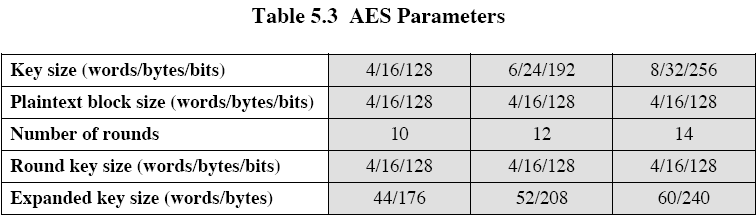 Table 5.3 AES Parameters
Key size (words/bytes/bits) 4/16/128 6/24/192 8/32/256
Plaintext block size (words/bytes/bits) 4/16/128 4/16/128 4/16/128
Number of rounds 10 12 14
Round key size (words/bytes/bits) 4/16/128 4/16/128 4/16/128
Expanded key size (words/bytes) 44/176 52/208 60/240